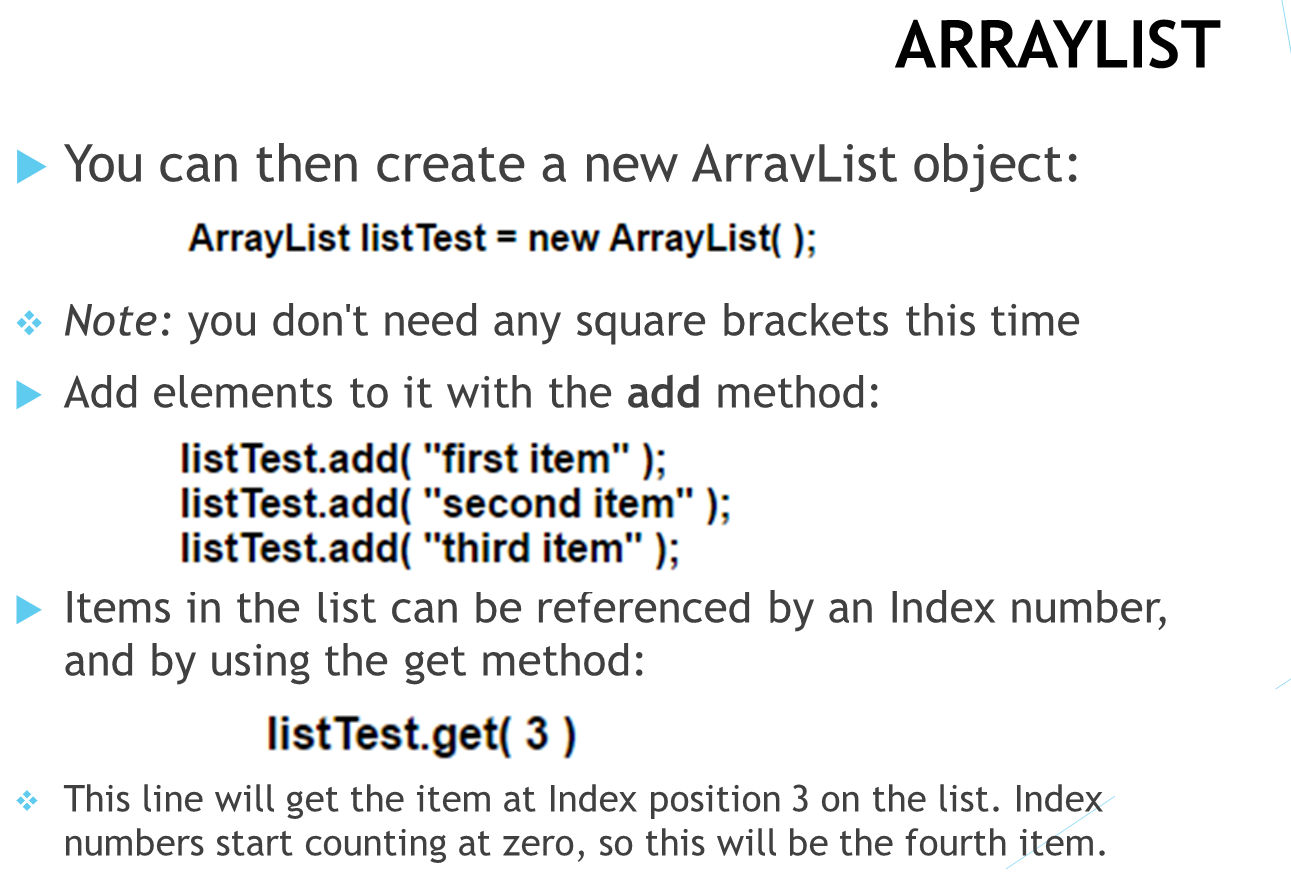 ARRAYLIST
You can then create a new ArrayList object:
ArrayList listTest = new ArrayList( );
Note: you don't need any square brackets this time
Add elements to it with the add method:
listTest.add( "first item" );
listTest.add( "second item" );
listTest.add( "third item" );
Items in the list can be referenced by an Index number,
and by using the get method:
listTest.get( 3 )
This line will get the item at Index position 3 on the list. Index
numbers start counting at zero, so this will be the fourth item.